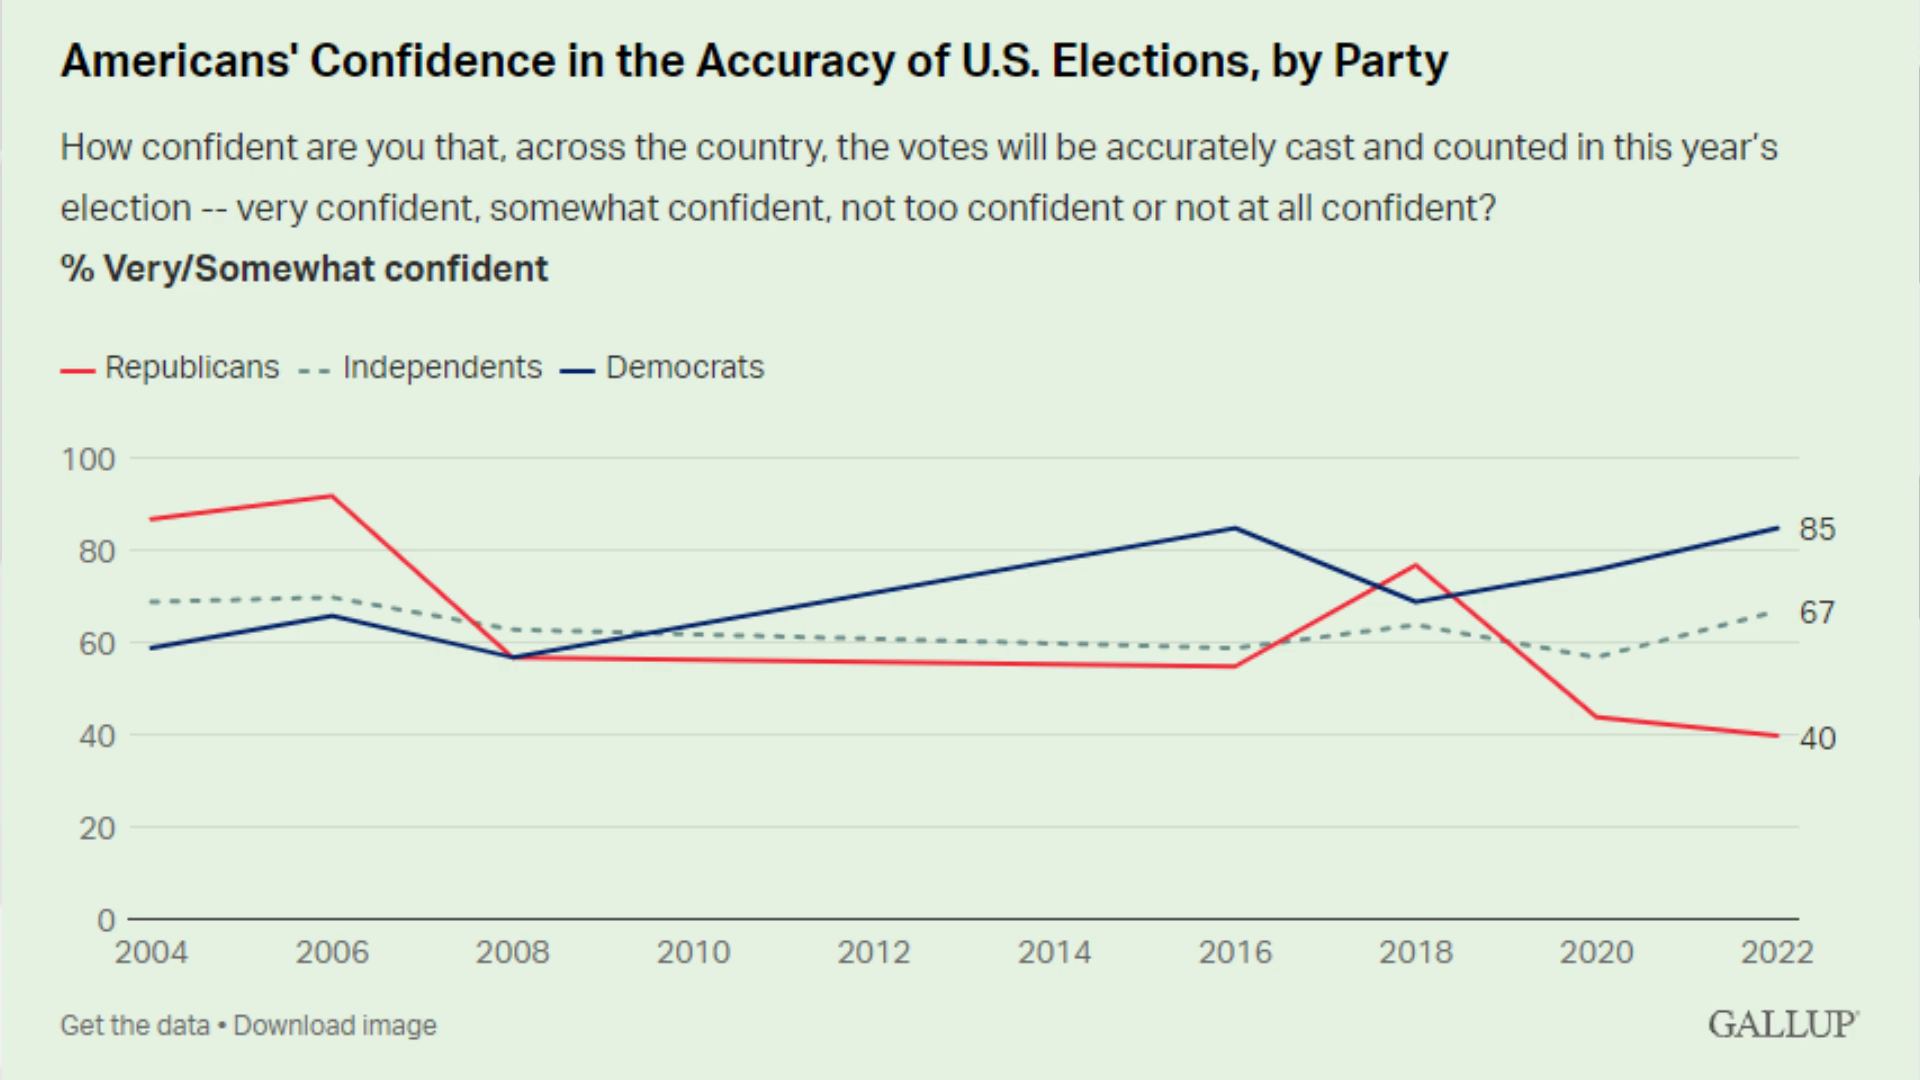 Americans' Confidence in the Accuracy of U.S. Elections, by Party
How confident are you that, across the country, the votes will be accurately cast and counted in this year's
election -- very confident, somewhat confident, not too confident or not at all confident?
% Very/Somewhat confident
Republicans Independents Democrats
100
80
60
40
20
0
85
67
40
2004 2006 2008 2010 2012 2014 2016 2018 2020 2022
Get the data • Download image
GALLUP